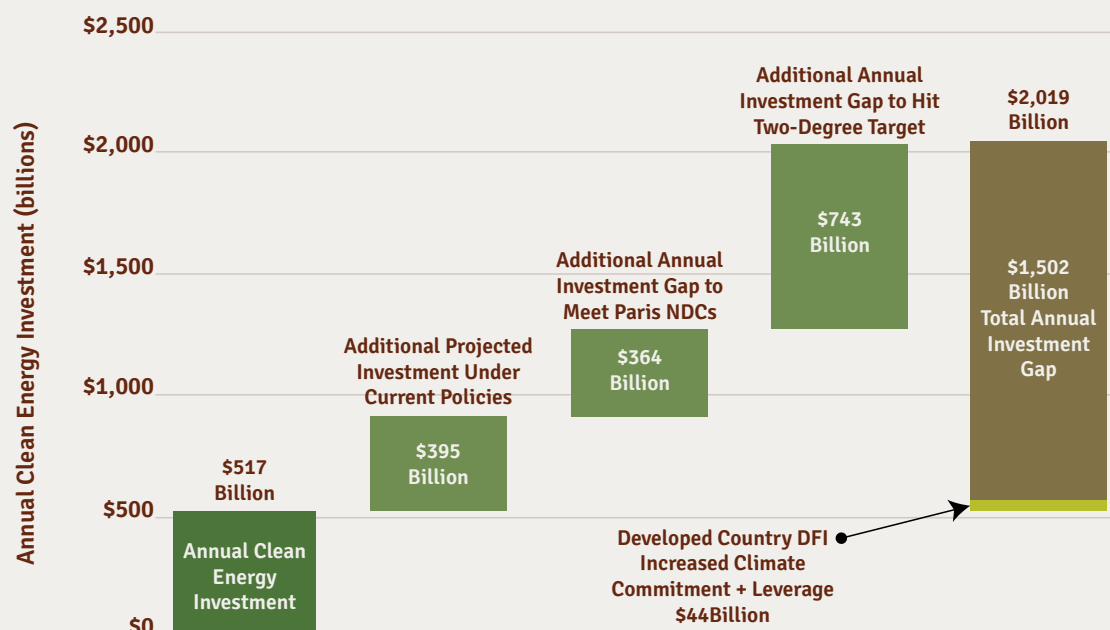 Annual Clean Energy Investment (billions)
$2,500
$2,000
$1,500
$1,000
$500
$0
$517
Billion
Annual Clean
Energy
Investment
Additional Projected
Investment Under
Current Policies
$395
Billion
Additional Annual
Investment Gap to
Meet Paris NDCs
$364
Billion
Additional Annual
Investment Gap to Hit
Two-Degree Target
$743
Billion
$2,019
Billion
$1,502
Billion
Total Annual
Investment
Gap
Developed Country DFI
Increased Climate
Commitment + Leverage
$44Billion